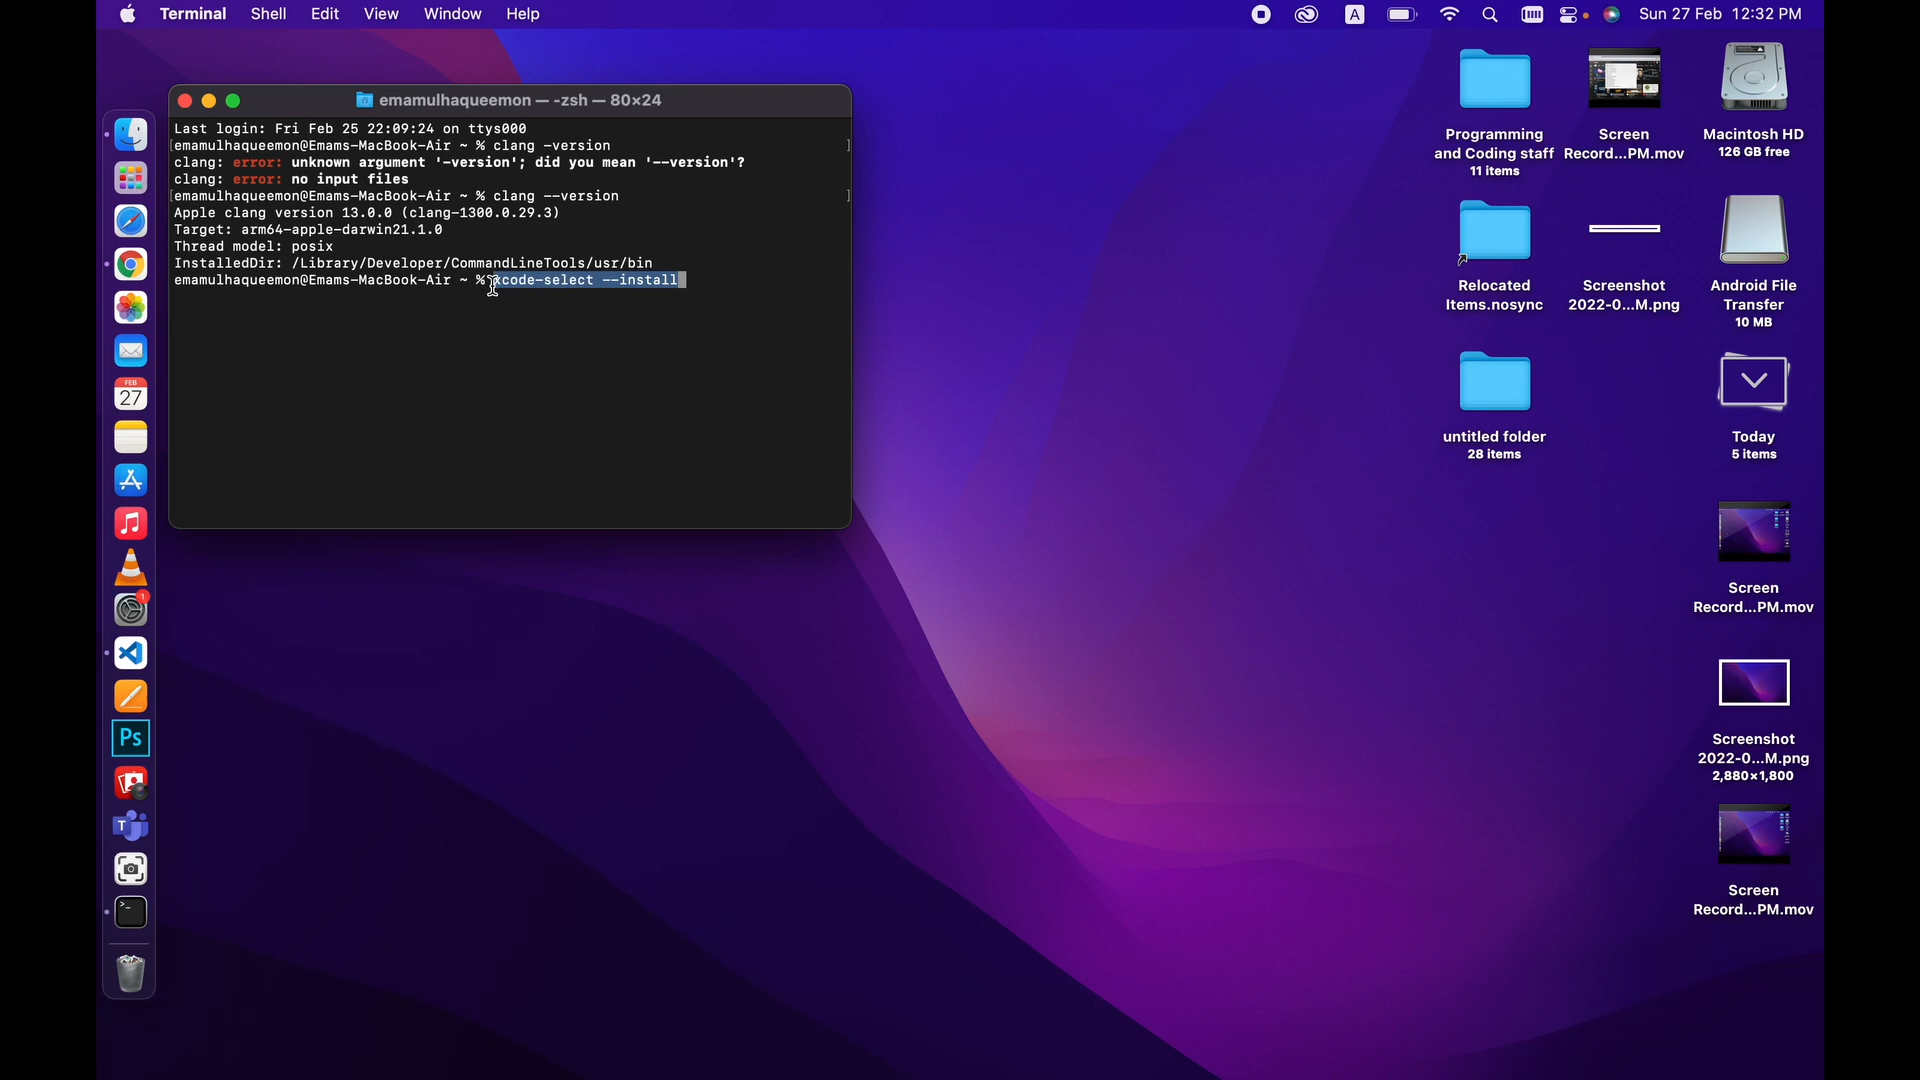 Terminal Shell Edit View Window Help
A
Sun 27 Feb 12:32 PM
emamulhaqueemon — -zsh — 80×24
Last login: Fri Feb 25 22:09:24 on ttys000
[emamulhaqueemon@Emams-MacBook-Air ~ % clang -version ]
clang: error: unknown argument '-version'; did you mean '--version'?
clang: error: no input files
[emamulhaqueemon@Emams-MacBook-Air ~ % clang --version ]
Apple clang version 13.0.0 (clang-1300.0.29.3)
Target: arm64-apple-darwin21.1.0
Thread model: posix
InstalledDir: /Library/Developer/CommandLineTools/usr/bin
emamulhaqueemon@Emams-MacBook-Air ~ % xcode-select --install
FEB
27
1
Ps
T
>_
Programming
and Coding staff
11 items
Screen
Record...PM.mov
Macintosh HD
126 GB free
Relocated
Items.nosync
Screenshot
2022-0...M.png
Android File
Transfer
10 MB
untitled folder
28 items
Today
5 items
Screen
Record...PM.mov
Screenshot
2022-0...M.png
2,880×1,800
Screen
Record...PM.mov